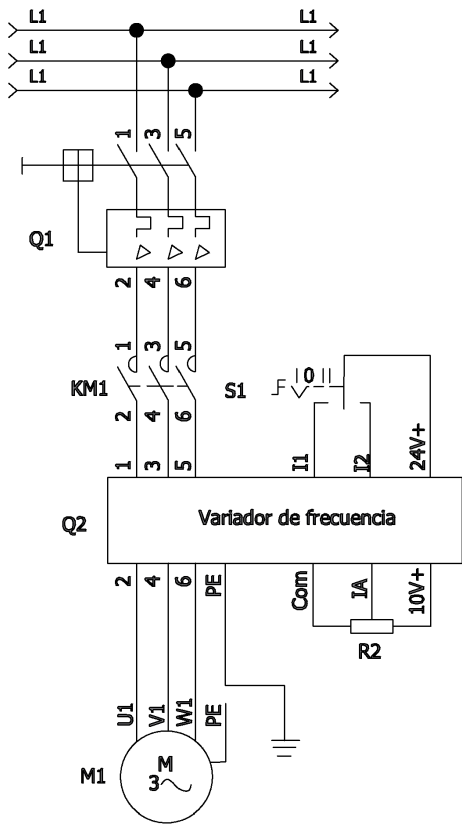 L1 L1
L1 L1
L1 L1
1 3 5
Q1
2 4 6
1 3 5
KM1
S1
I 0 II
2 4 6
1 3 5
I1 I2 24V+
Q2
Variador de frecuencia
2 4 6 PE
Com IA 10V+
R2
U1 V1 W1 PE
M1
M
3